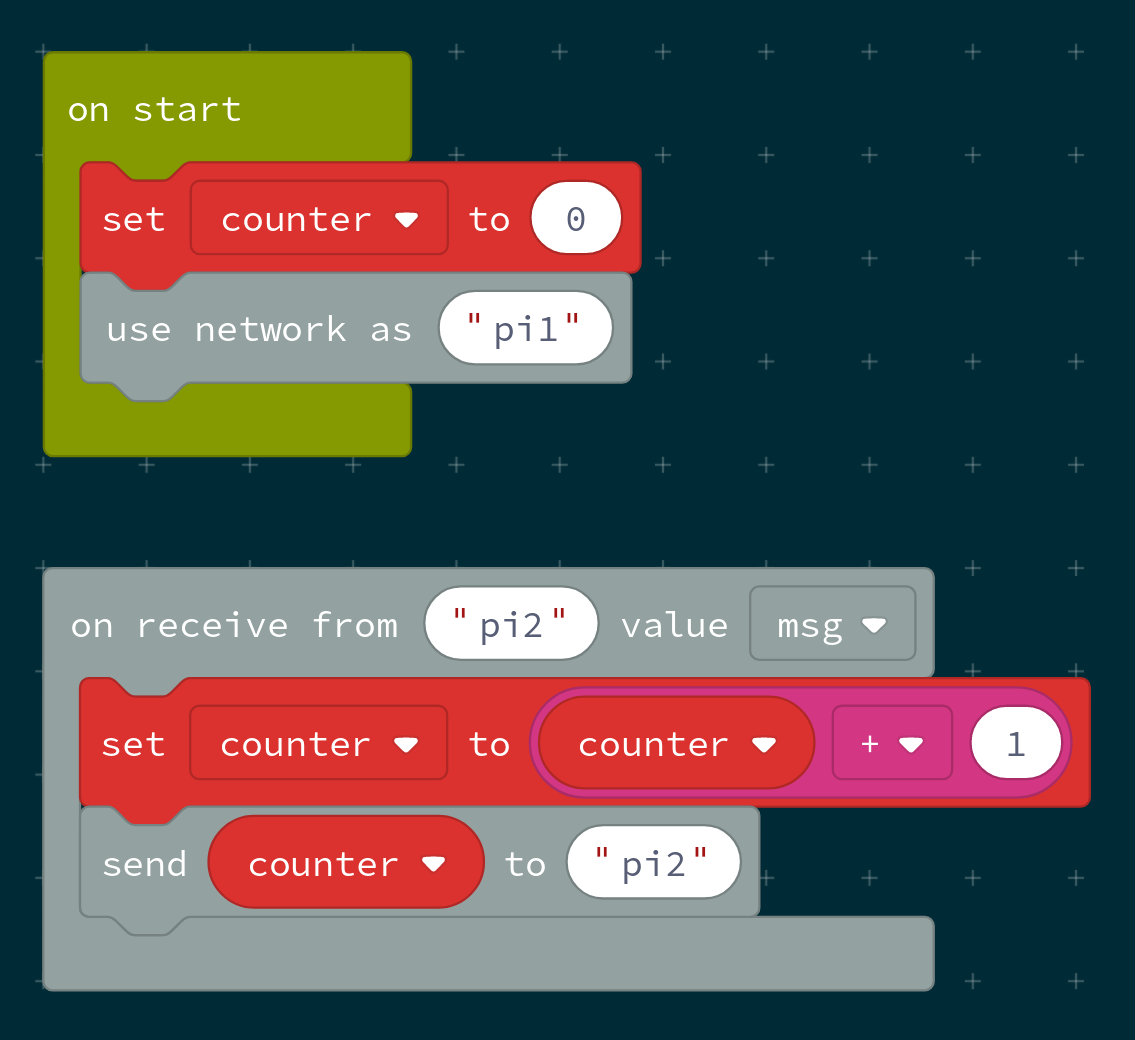 on start
set counter to 0
use network as "pi1"
on receive from "pi2" value msg
set counter to counter + 1
send counter to "pi2"